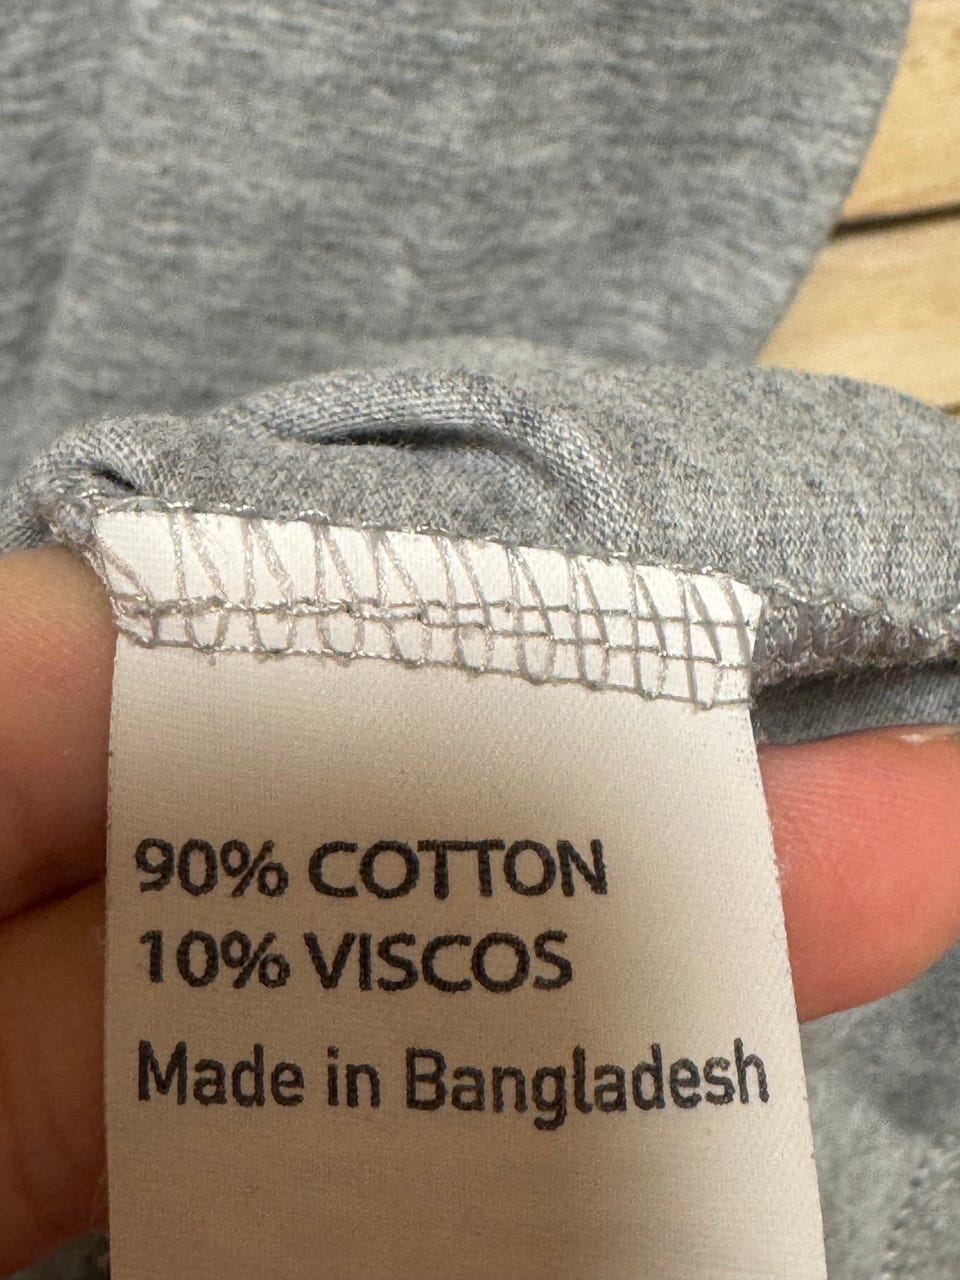 90% COTTON
10% VISCOS
Made in Bangladesh